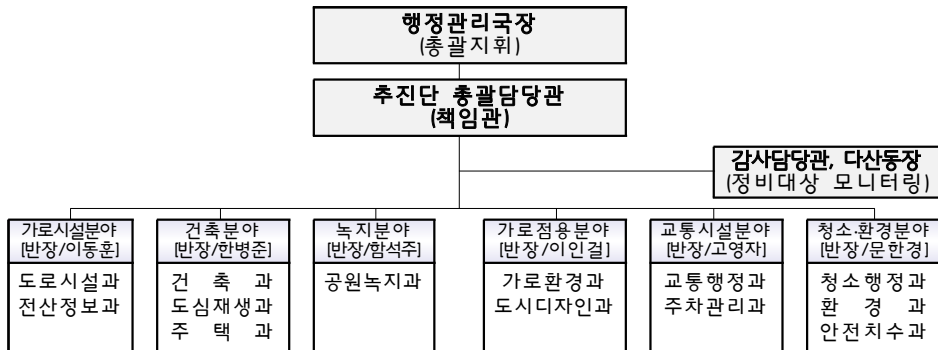 행정관리국장
(총괄지휘)
추진단 총괄담당관
(책임관)
감사담당관, 다산동장
(정비대상 모니터링)
가로시설분야
[반장/이동훈]
도로시설과
전산정보과
건축분야
[반장/한병준]
건 축 과
도심재생과
주 택 과
녹지분야
[반장/함석주]
공원녹지과
가로점용분야
[반장/이인걸]
가로환경과
도시디자인과
교통시설분야
[반장/고영자]
교통행정과
주차관리과
청소·환경분야
[반장/문한경]
청소행정과
환 경 과
안전치수과